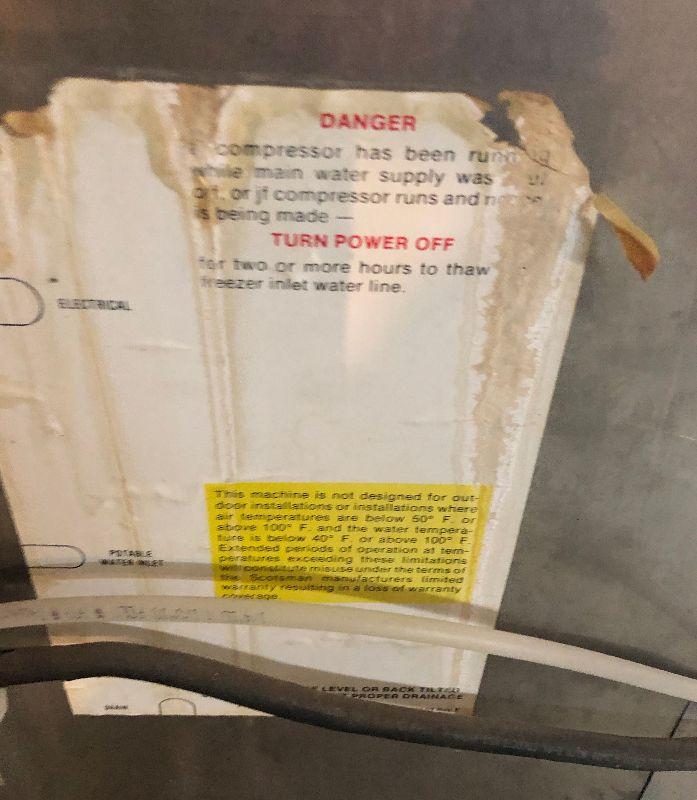 DANGER
compressor has been
while main water supply was
off, or if compressor runs and
is being made —
TURN POWER OFF
for two or more hours to thaw
freezer inlet water line.
ELECTRICAL
This machine is not designed for out-
door installations or installations where
air temperatures are below 50° F. or
above 100° F. and the water tempera-
ture is below 40° F. or above 100° F.
Extended periods of operation at tem-
peratures exceeding these limitations
will constitute misuse under the terms of
the Scotsman manufacturers limited
warranty resulting in a loss of warranty
coverage.
POTABLE
WATER INLET
LEVEL OR BACK TILTED
PROPER DRAINAGE
DRAIN